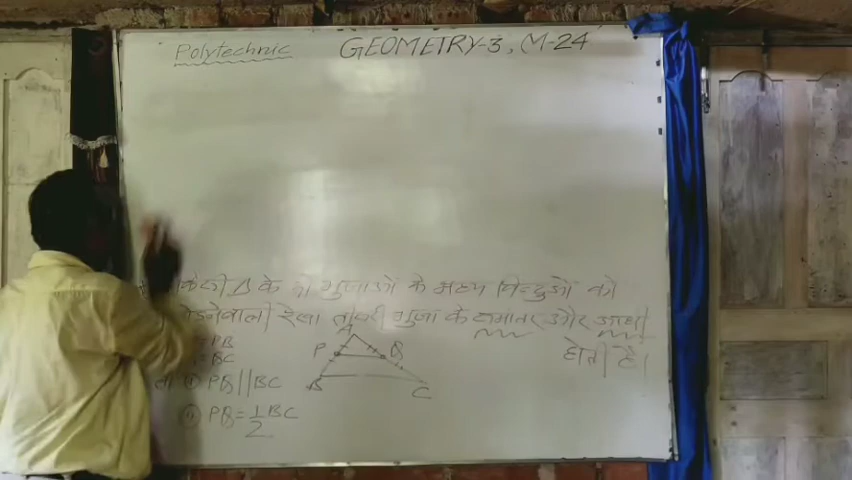 Polytechnic GEOMETRY-3, M-24
किसी Δ के दो भुजाओं के मध्य बिन्दुओं को
रेखा तीसरी भुजा के समान्तर और आधी
होती है।
A
P Q
B C
① PQ||BC
② PQ=1/2 BC